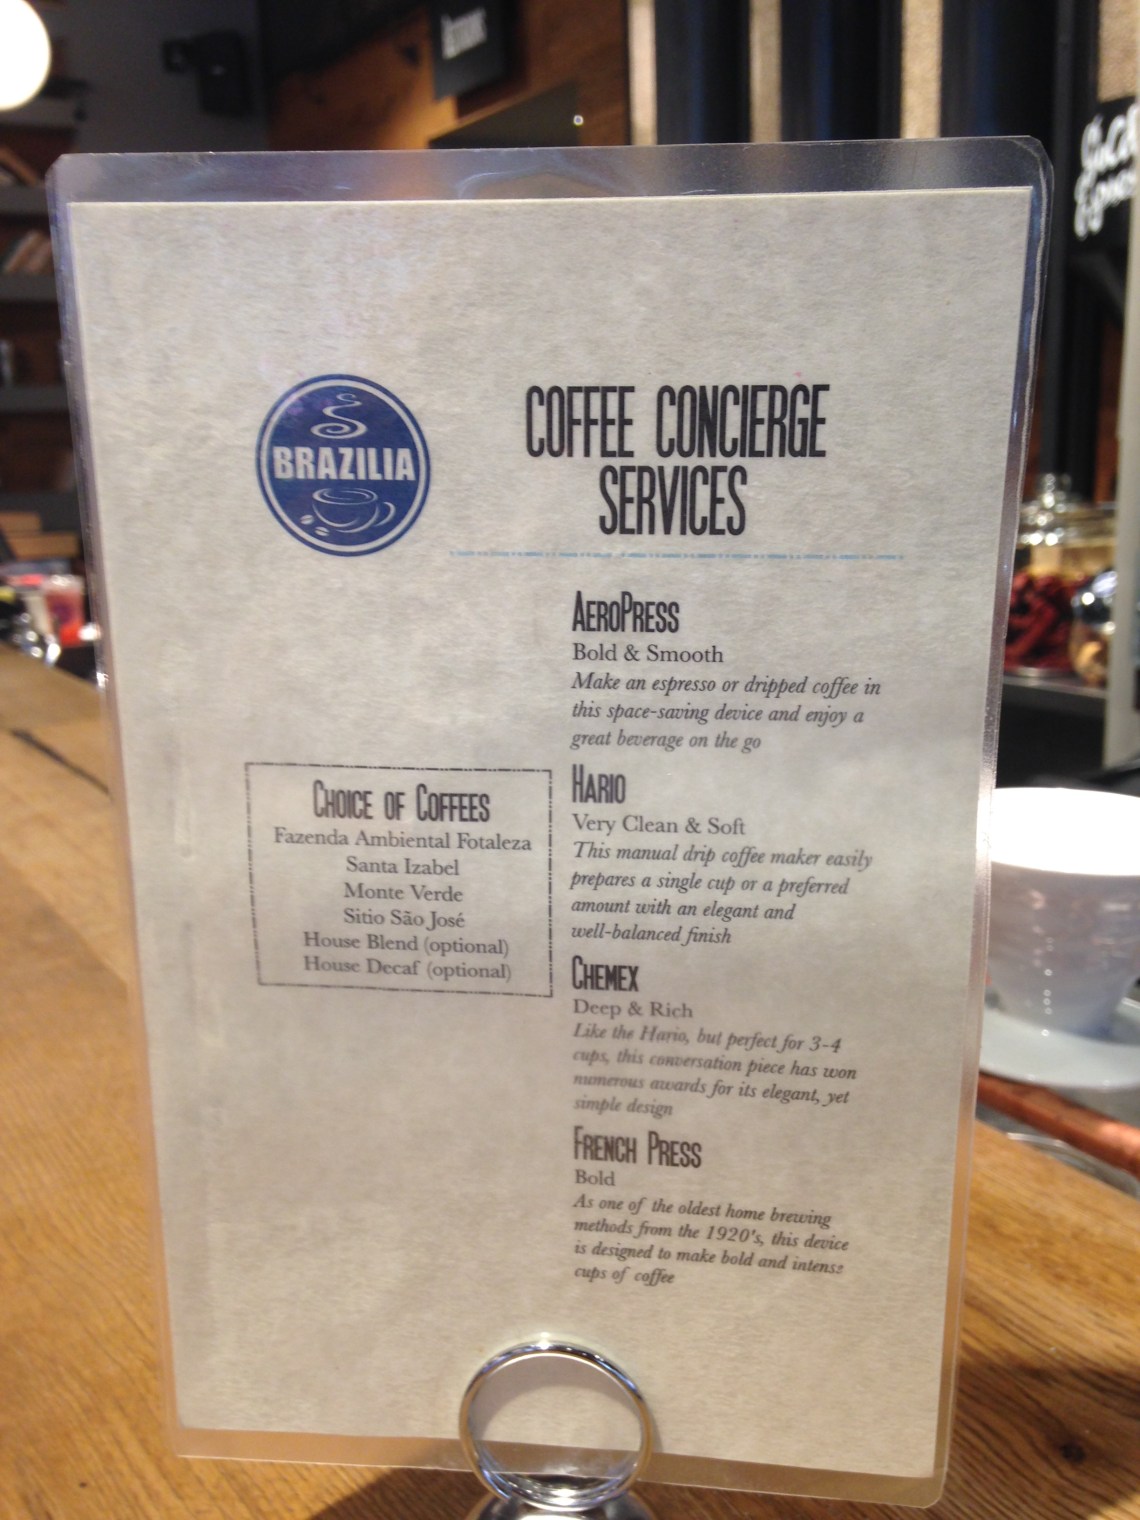 BRAZILIA
COFFEE CONCIERGE
SERVICES
AEROPRESS
Bold & Smooth
Make an espresso or dripped coffee in
this space-saving device and enjoy a
great beverage on the go
HARIO
Very Clean & Soft
This manual drip coffee maker easily
prepares a single cup or a preferred
amount with an elegant and
well-balanced finish
CHEMEX
Deep & Rich
Like the Hario, but perfect for 3-4
cups, this conversation piece has won
numerous awards for its elegant, yet
simple design
FRENCH PRESS
Bold
As one of the oldest home brewing
methods from the 1920's, this device
is designed to make bold and intense
cups of coffee
CHOICE OF COFFEES
Fazenda Ambiental Fotaleza
Santa Izabel
Monte Verde
Sitio São José
House Blend (optional)
House Decaf (optional)